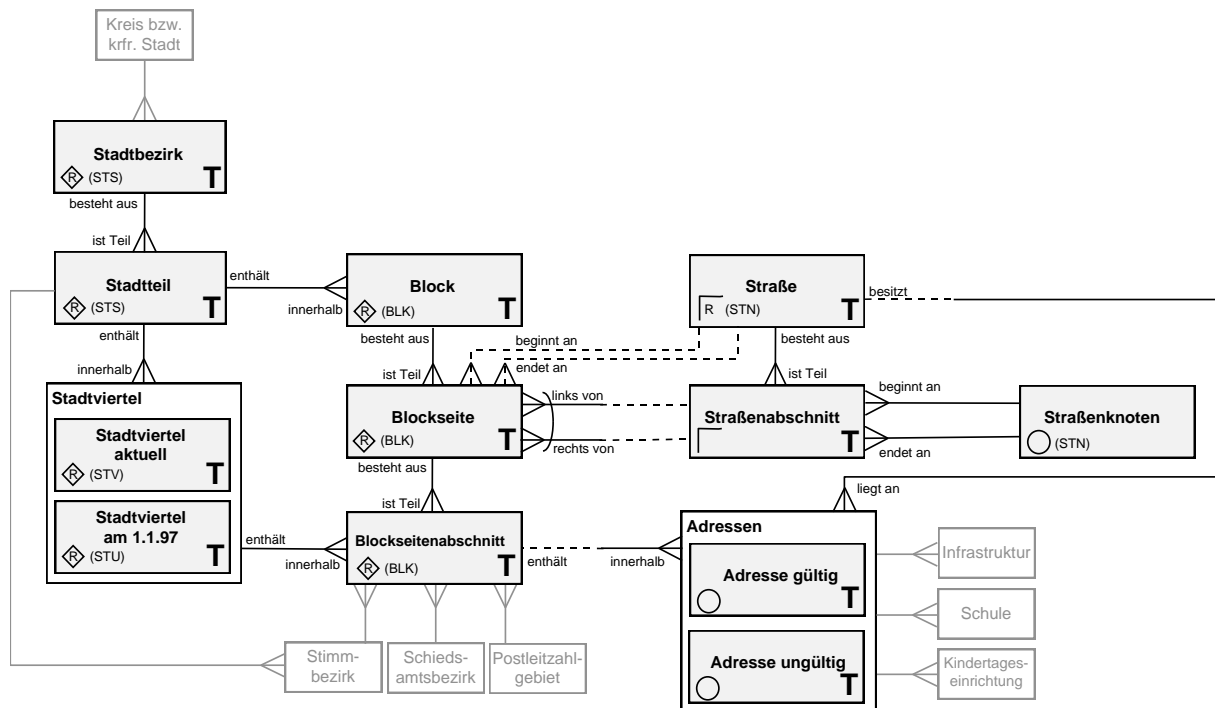 Kreis bzw.
krfr. Stadt
Stadtbezirk
R (STS) T
besteht aus
ist Teil
Stadtteil
R (STS) T
enthält
innerhalb
Block
R (BLK) T
Straße
R (STN) T
besitzt
enthält
innerhalb
besteht aus
ist Teil
beginnt an
endet an
besteht aus
ist Teil
Stadtviertel
Stadtviertel
aktuell
R (STV) T
Stadtviertel
am 1.1.97
R (STU) T
Blockseite
R (BLK) T
links von
rechts von
Straßenabschnitt
T
beginnt an
endet an
Straßenknoten
(STN)
besteht aus
ist Teil
liegt an
enthält
innerhalb
Blockseitenabschnitt
R (BLK) T
enthält
innerhalb
Adressen
Adresse gültig
T
Adresse ungültig
T
Infrastruktur
Schule
Kindertages-
einrichtung
Stimm-
bezirk
Schieds-
amtsbezirk
Postleitzahl-
gebiet